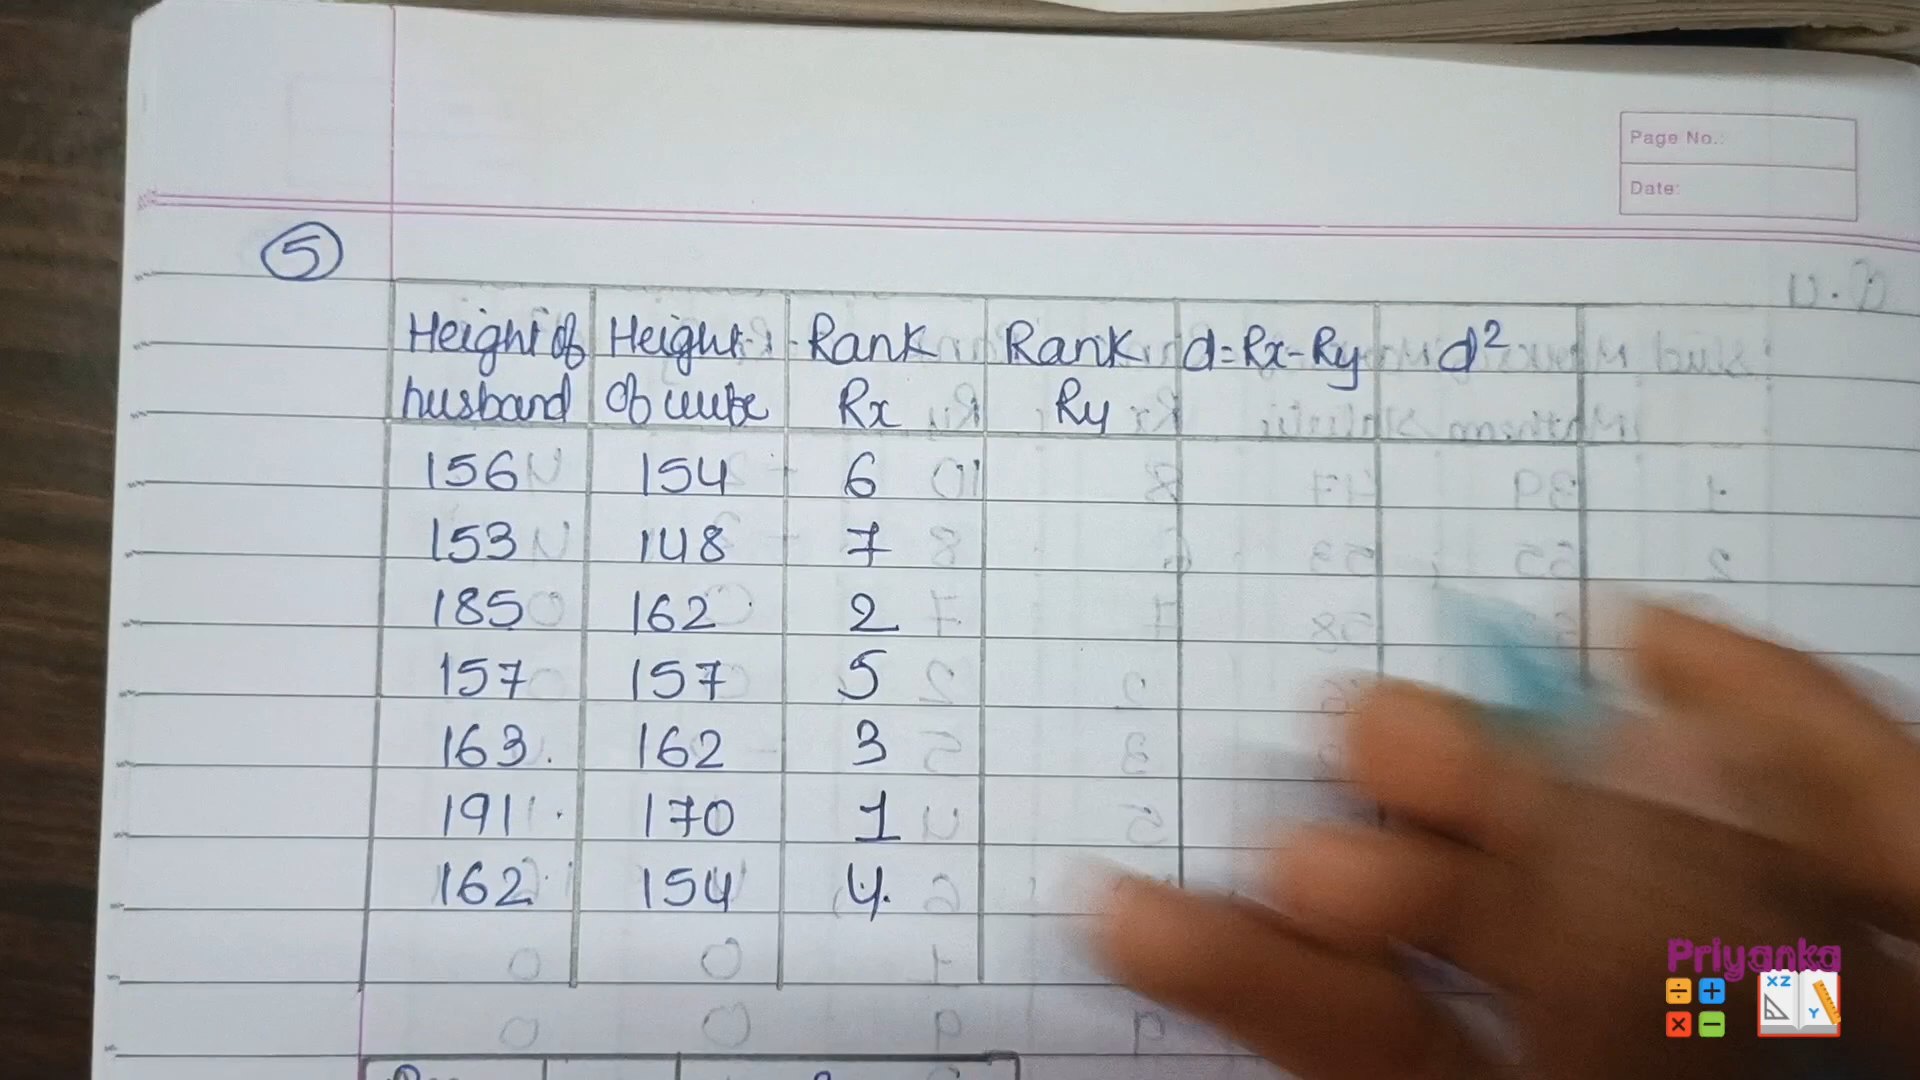 Page No.:
Date:
5
Height of husband | Height of wife | Rank Rx | Rank Ry | d=Rx-Ry | d²
156 | 154 | 6
153 | 148 | 7
185 | 162 | 2
157 | 157 | 5
163 | 162 | 3
191 | 170 | 1
162 | 154 | 4
Priyanka
XZ
Y